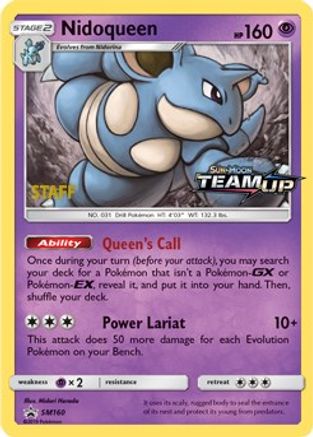 STAGE2 Nidoqueen HP160
Evolves from Nidorina
STAFF
SUN & MOON
TEAM UP
NO. 031 Drill Pokémon HT: 4'03" WT: 132.3 lbs.
Ability Queen's Call
Once during your turn (before your attack), you may search
your deck for a Pokémon that isn't a Pokémon-GX or
Pokémon-EX, reveal it, and put it into your hand. Then,
shuffle your deck.
Power Lariat 10+
This attack does 50 more damage for each Evolution
Pokémon on your Bench.
weakness ×2 resistance retreat
Illus. Midori Harada
SM160
©2019 Pokémon
It uses its scaly, rugged body to seal the entrance
of its nest and protect its young from predators.